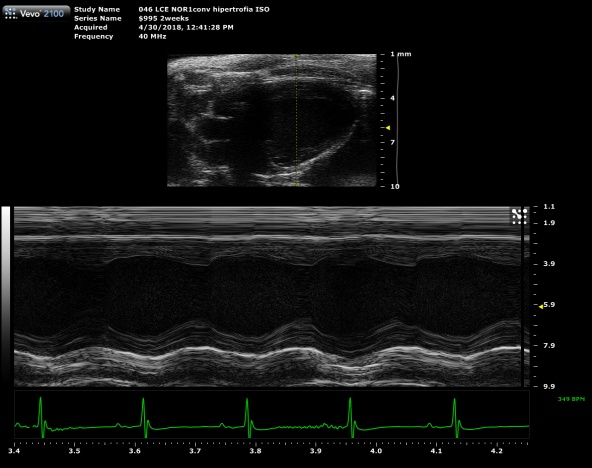 Vevo 2100
Study Name 046 LCE NOR1conv hipertrofia ISO
Series Name S995 2weeks
Acquired 4/30/2018, 12:41:28 PM
Frequency 40 MHz
1 mm
4
7
10
1.1
1.9
3.9
5.9
7.9
9.9
349 BPM
3.4 3.5 3.6 3.7 3.8 3.9 4.0 4.1 4.2